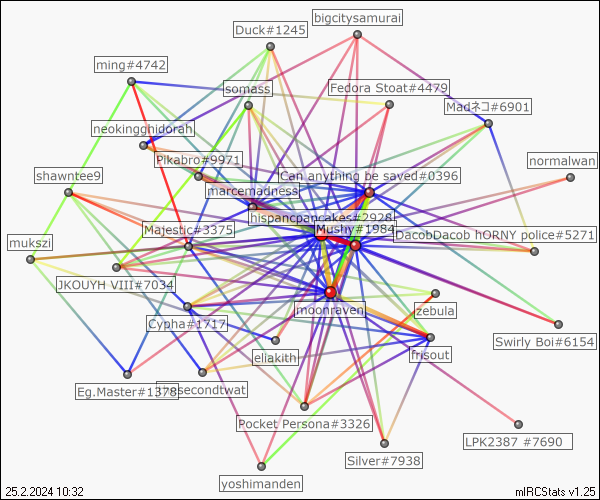 bigcitysamurai
Duck#1245
ming#4742
somass
Fedora Stoat#4479
Madネコ#6901
neokingghidorah
Pikabro#9971
normalwan
shawntee9
Can anything be saved#0396
marcemadness
hispancpancakes#2928
Majestic#3375
Mushy#1984
DacobDacob hORNY police#5271
mukszi
JKOUYH VIII#7034
moonraven
zebula
Cypha#1717
Swirly Boi#6154
eliakith
frisout
Eg.Master#1378
secondtwat
Pocket Persona#3326
LPK2387 #7690
Silver#7938
yoshimanden
25.2.2024 10:32
mIRCStats v1.25